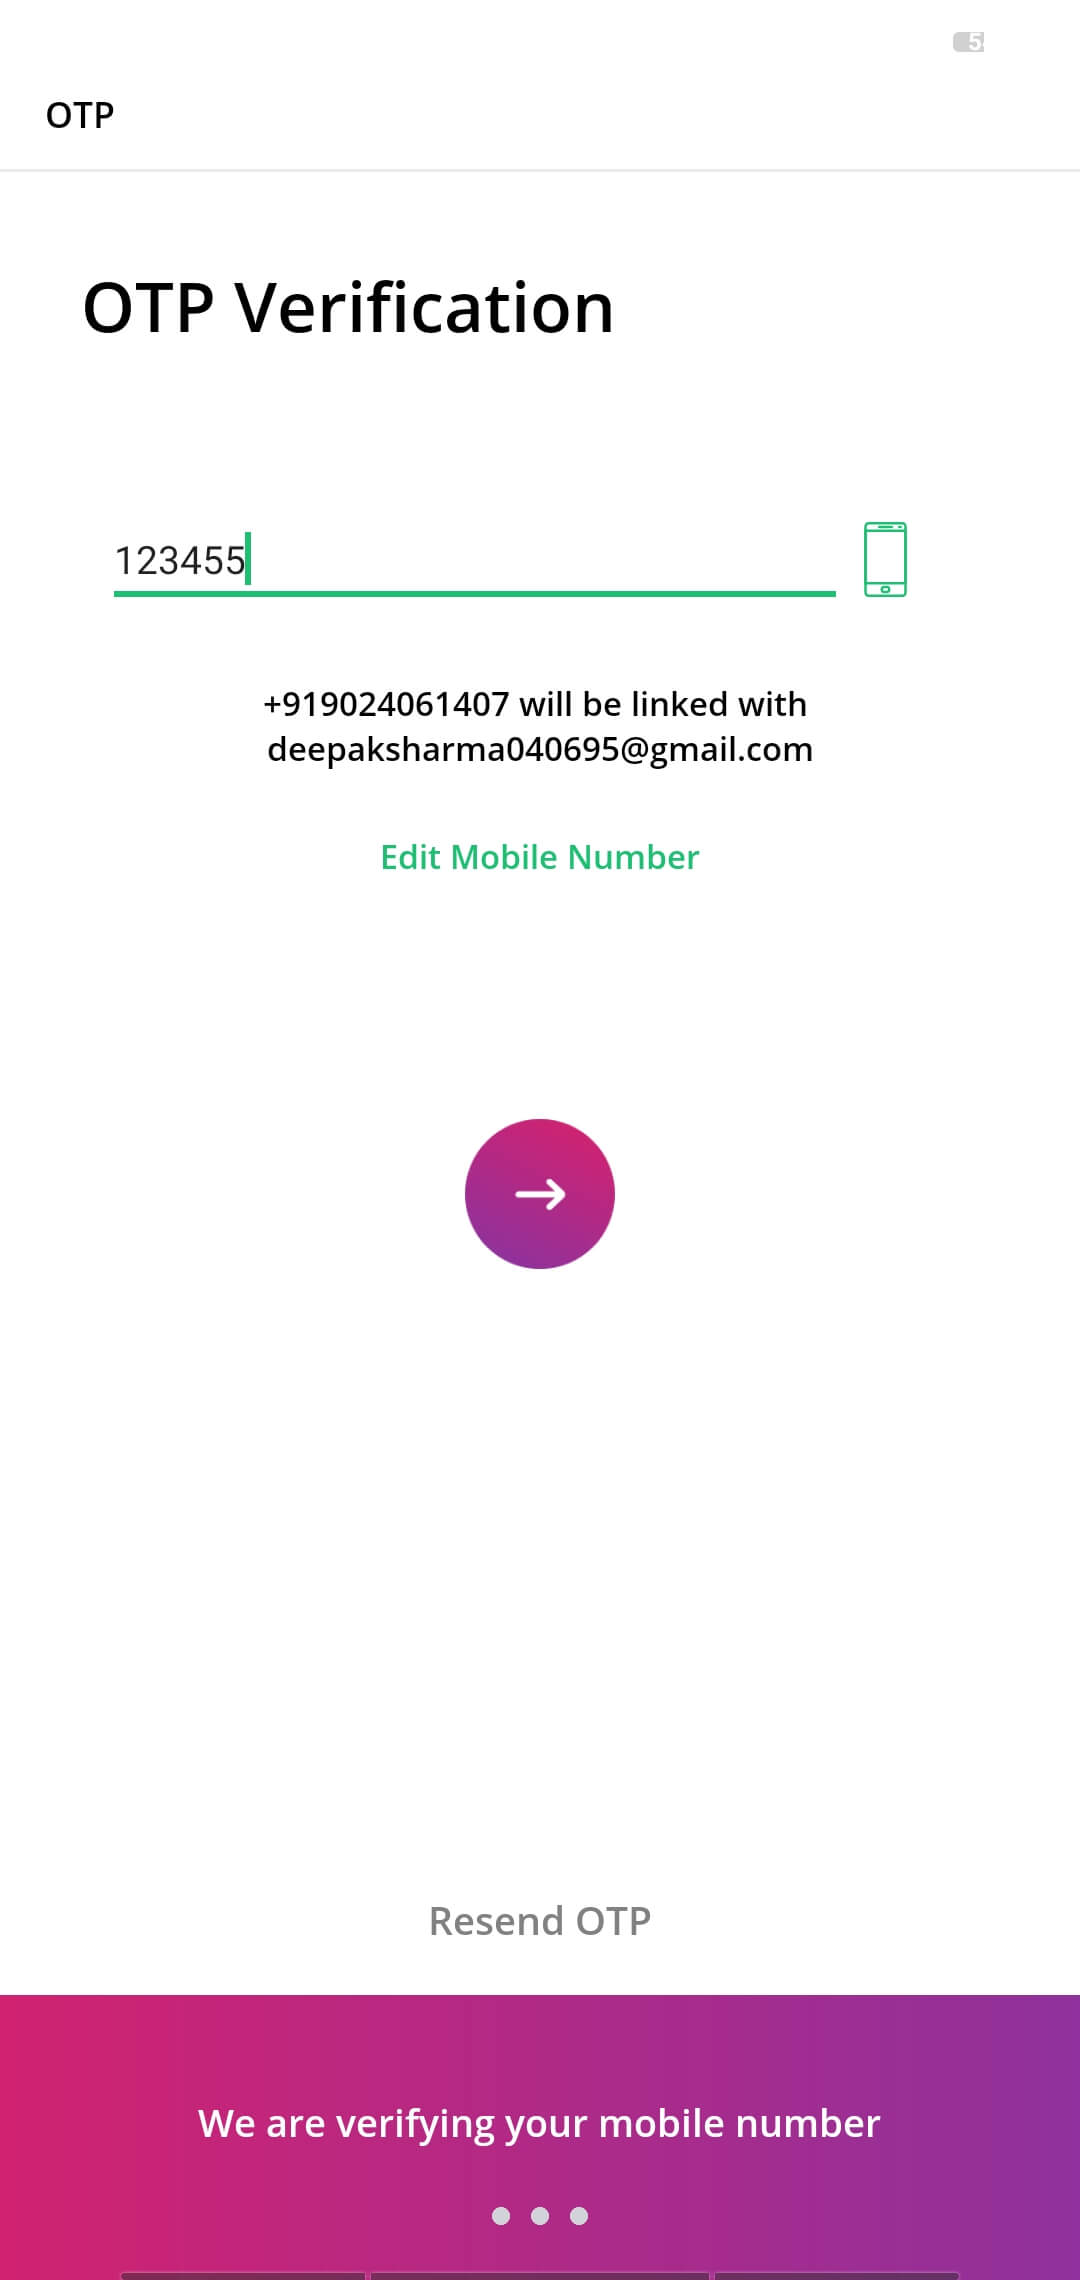 OTP
OTP Verification
123455
+919024061407 will be linked with
deepaksharma040695@gmail.com
Edit Mobile Number
Resend OTP
We are verifying your mobile number